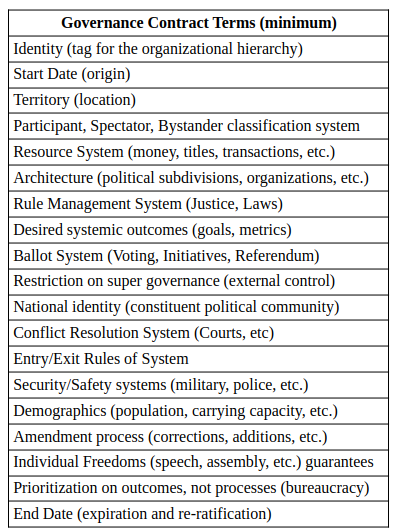 Governance Contract Terms (minimum)
Identity (tag for the organizational hierarchy)
Start Date (origin)
Territory (location)
Participant, Spectator, Bystander classification system
Resource System (money, titles, transactions, etc.)
Architecture (political subdivisions, organizations, etc.)
Rule Management System (Justice, Laws)
Desired systemic outcomes (goals, metrics)
Ballot System (Voting, Initiatives, Referendum)
Restriction on super governance (external control)
National identity (constituent political community)
Conflict Resolution System (Courts, etc)
Entry/Exit Rules of System
Security/Safety systems (military, police, etc.)
Demographics (population, carrying capacity, etc.)
Amendment process (corrections, additions, etc.)
Individual Freedoms (speech, assembly, etc.) guarantees
Prioritization on outcomes, not processes (bureaucracy)
End Date (expiration and re-ratification)